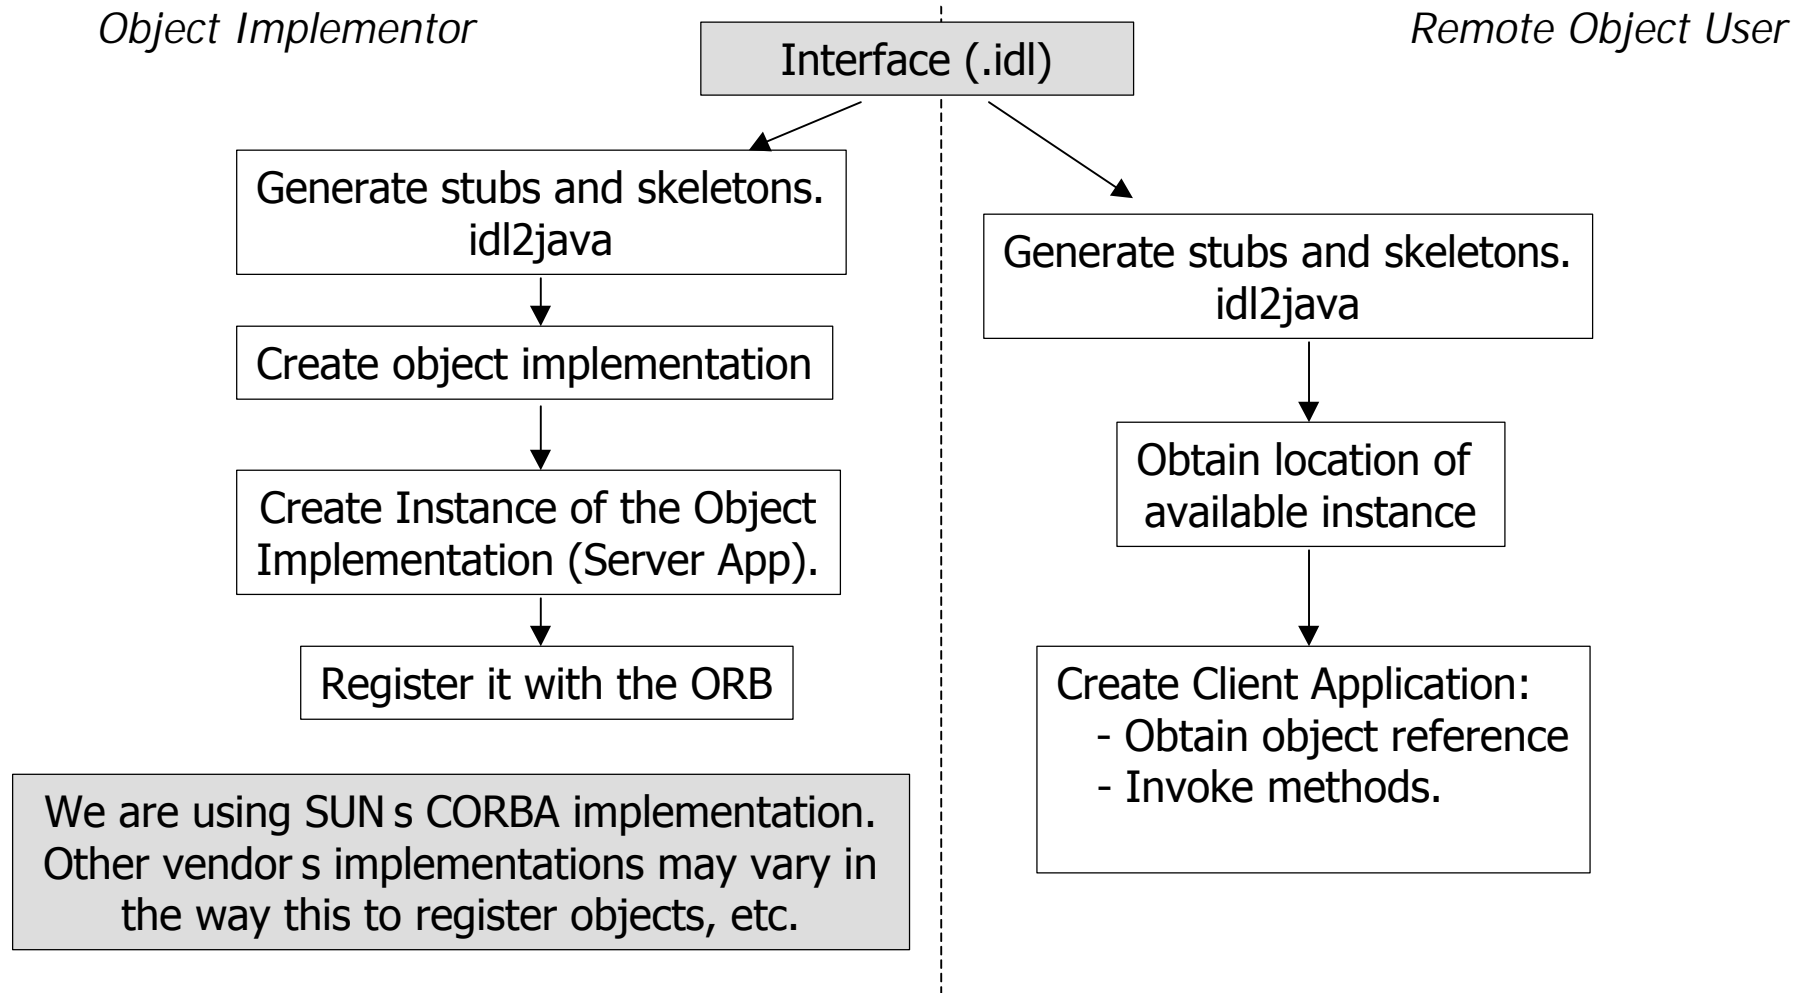 Object Implementor
Interface (.idl)
Remote Object User
Generate stubs and skeletons.
idl2java
Create object implementation
Create Instance of the Object
Implementation (Server App).
Register it with the ORB
We are using SUN s CORBA implementation.
Other vendor s implementations may vary in
the way this to register objects, etc.
Generate stubs and skeletons.
idl2java
Obtain location of
available instance
Create Client Application:
- Obtain object reference
- Invoke methods.